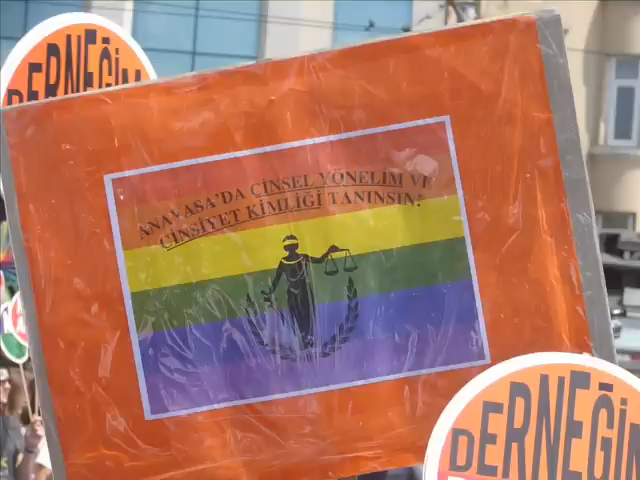 DERNEĞİM
ANAYASA'DA CİNSEL YÖNELİM VE
CİNSİYET KİMLİĞİ TANINSIN!
DERNEĞİM